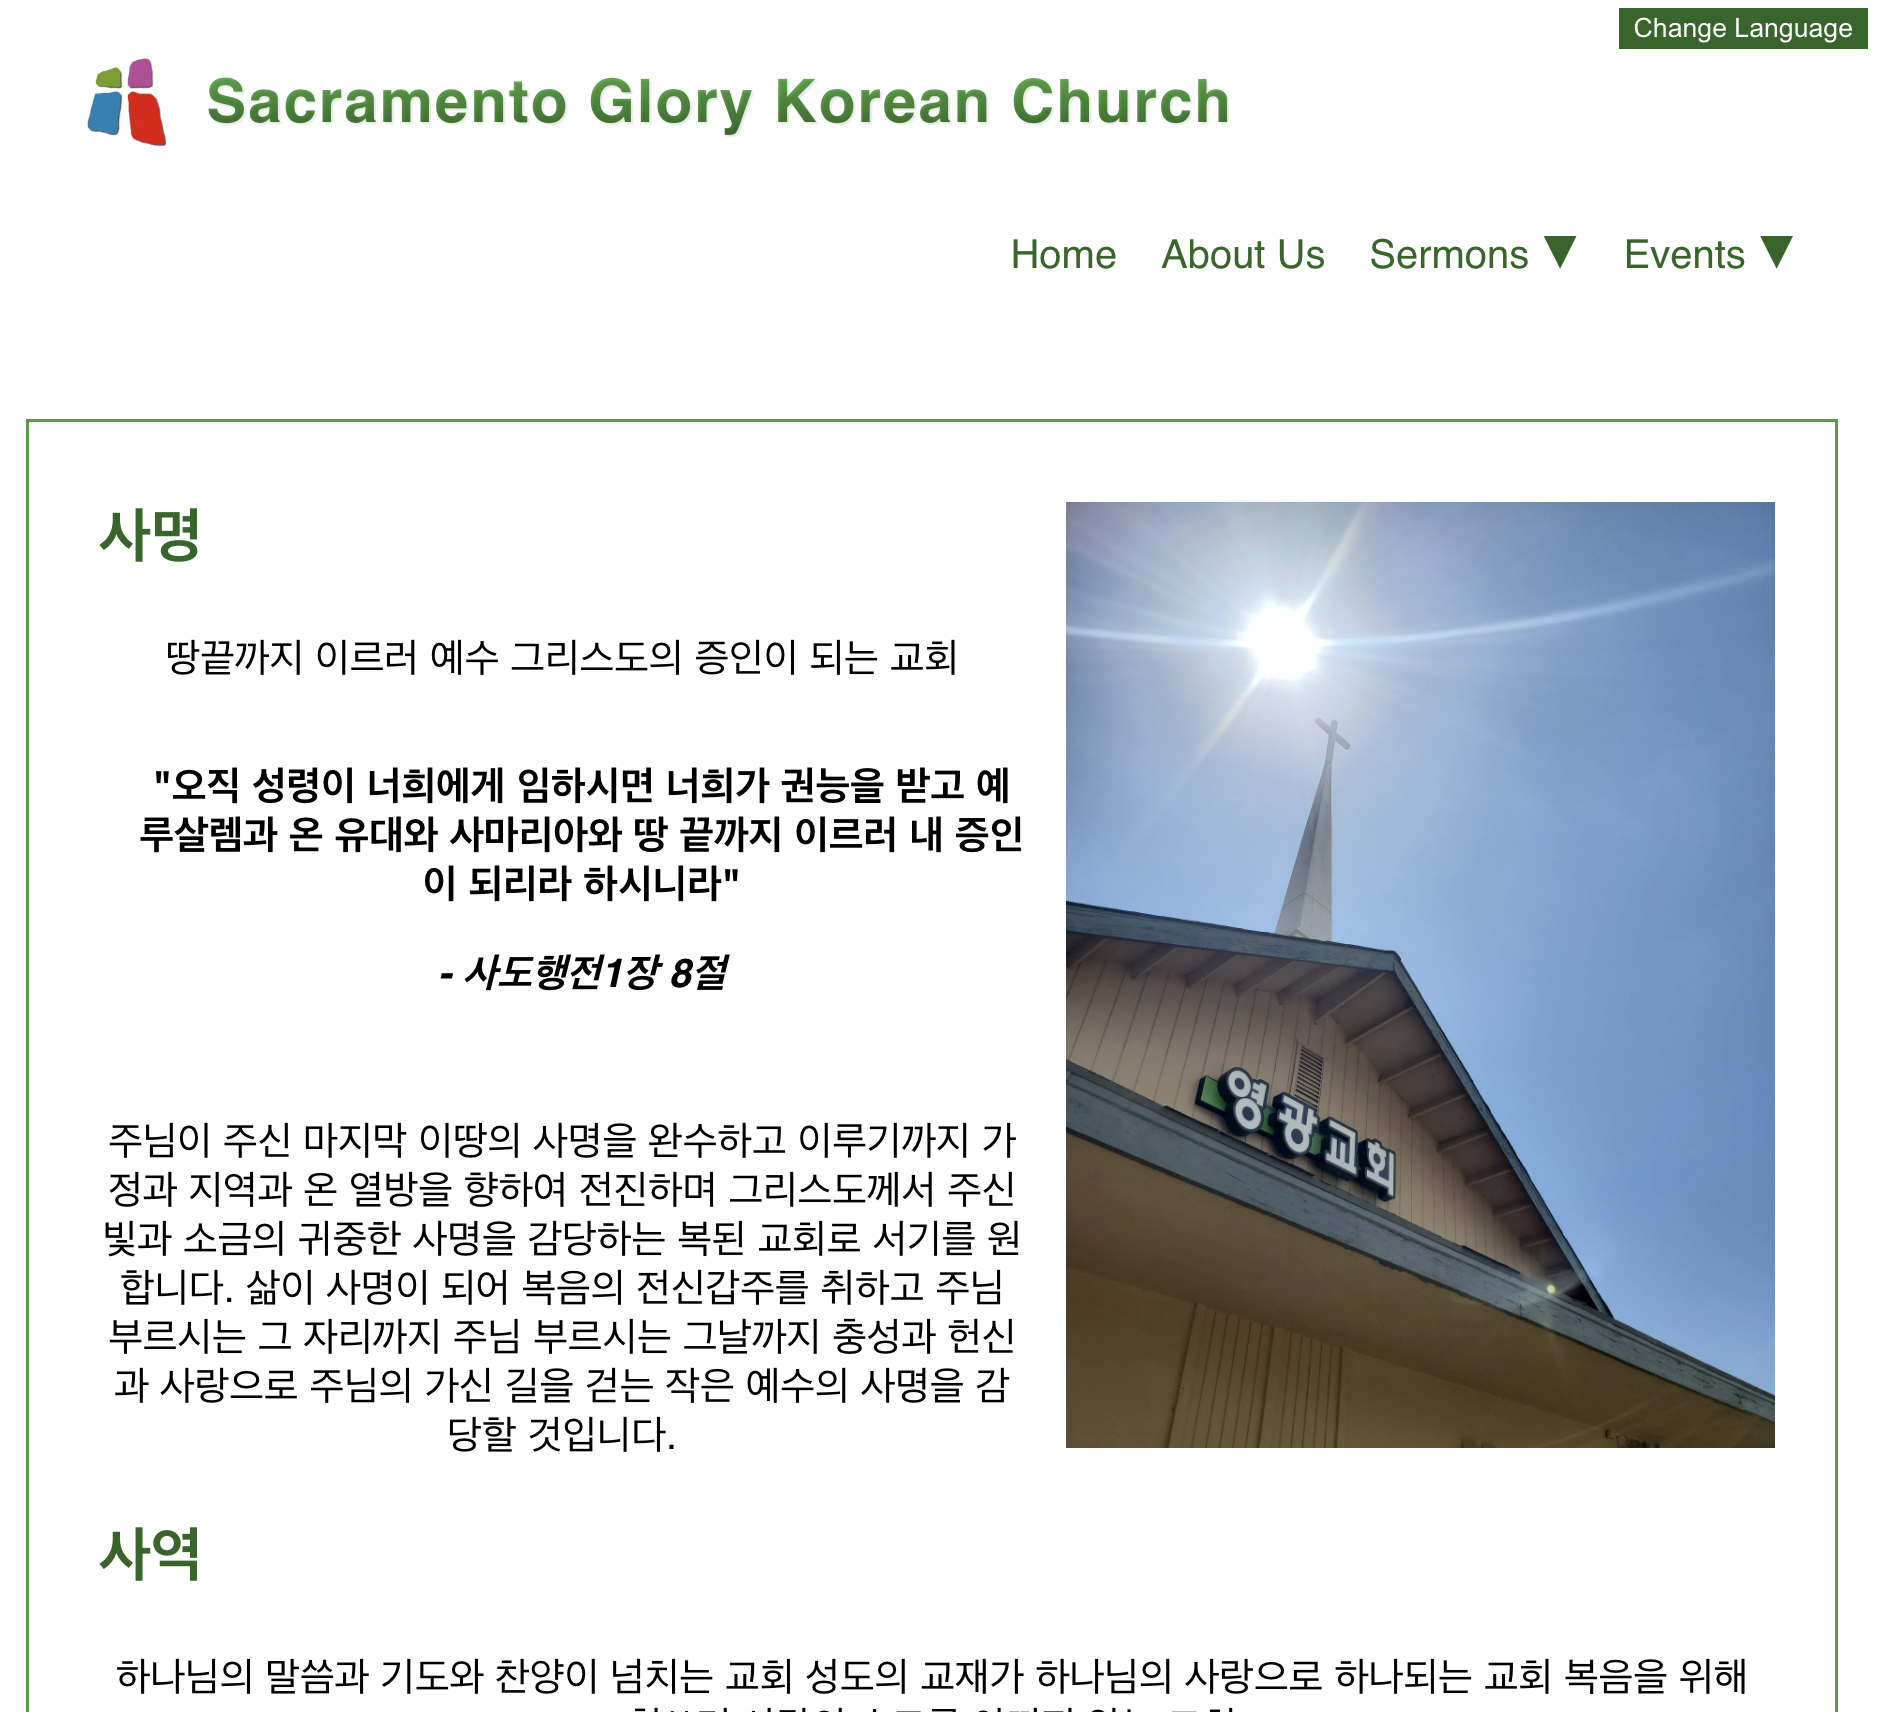 Change Language
Sacramento Glory Korean Church
Home About Us Sermons ▼ Events ▼
사명
땅끝까지 이르러 예수 그리스도의 증인이 되는 교회
"오직 성령이 너희에게 임하시면 너희가 권능을 받고 예
루살렘과 온 유대와 사마리아와 땅 끝까지 이르러 내 증인
이 되리라 하시니라"
- 사도행전1장 8절
주님이 주신 마지막 이땅의 사명을 완수하고 이루기까지 가
정과 지역과 온 열방을 향하여 전진하며 그리스도께서 주신
빛과 소금의 귀중한 사명을 감당하는 복된 교회로 서기를 원
합니다. 삶이 사명이 되어 복음의 전신갑주를 취하고 주님
부르시는 그 자리까지 주님 부르시는 그날까지 충성과 헌신
과 사랑으로 주님의 가신 길을 걷는 작은 예수의 사명을 감
당할 것입니다.
영광교회
사역
하나님의 말씀과 기도와 찬양이 넘치는 교회 성도의 교재가 하나님의 사랑으로 하나되는 교회 복음을 위해